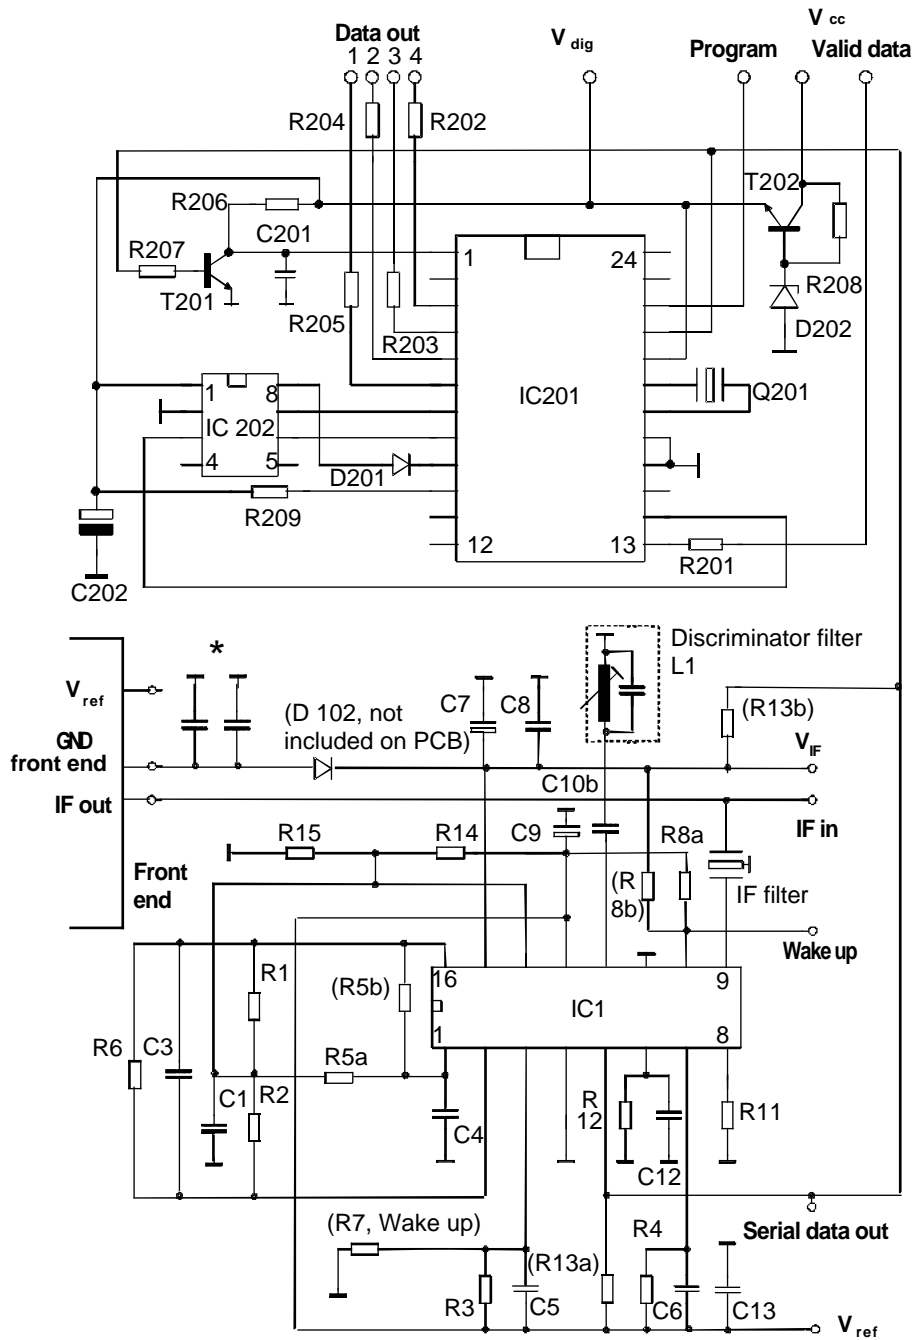 V cc
Data out
V dig
Program
Valid data
1 2 3 4
R204
R202
T202
R206
C201
R207
1
24
T201
R208
R205
D202
R203
IC201
Q201
1
8
IC 202
4
5
D201
R209
12
13
R201
C202
*
Discriminator filter
L1
V ref
C7
C8
(R13b)
(D 102, not
included on PCB)
GND
front end
V IF
C10b
IF out
IF in
R15
R14
C9
R8a
Front
end
(R
8b)
IF filter
Wake up
R1
(R5b)
16
9
IC1
1
8
R6
C3
R5a
C1
R2
R
12
R11
C4
C12
(R7, Wake up)
Serial data out
R4
(R13a)
R3
C5
C6
C13
V ref